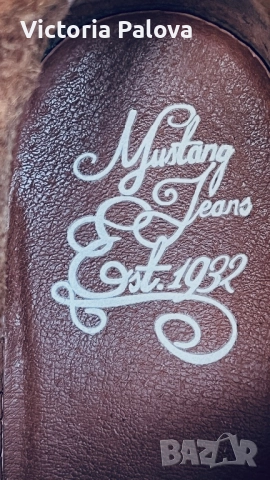 Victoria Palova
Mustang
Jeans
Est. 1932
BAZAR